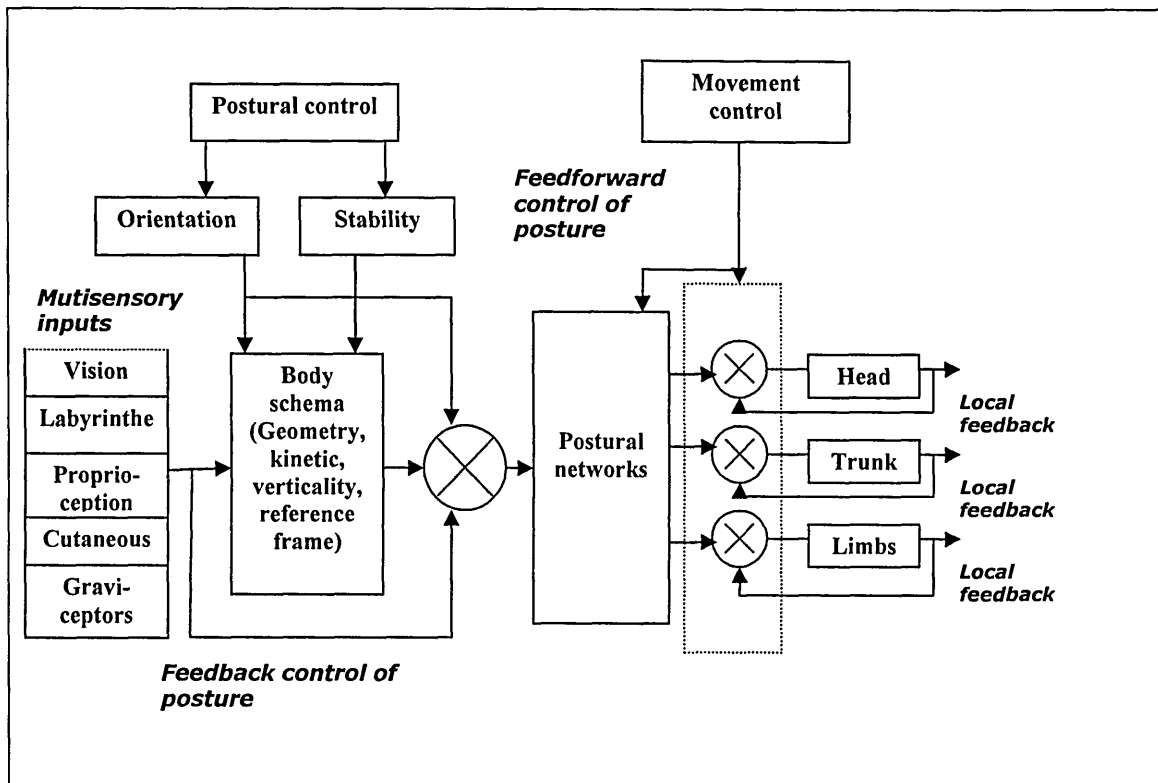 Postural control
Movement
control
Orientation
Stability
Feedforward
control of
posture
Mutisensory
inputs
Vision
Labyrinthe
Proprio-
ception
Cutaneous
Gravi-
ceptors
Body
schema
(Geometry,
kinetic,
verticality,
reference
frame)
Postural
networks
Head
Local
feedback
Trunk
Local
feedback
Limbs
Local
feedback
Feedback control of
posture